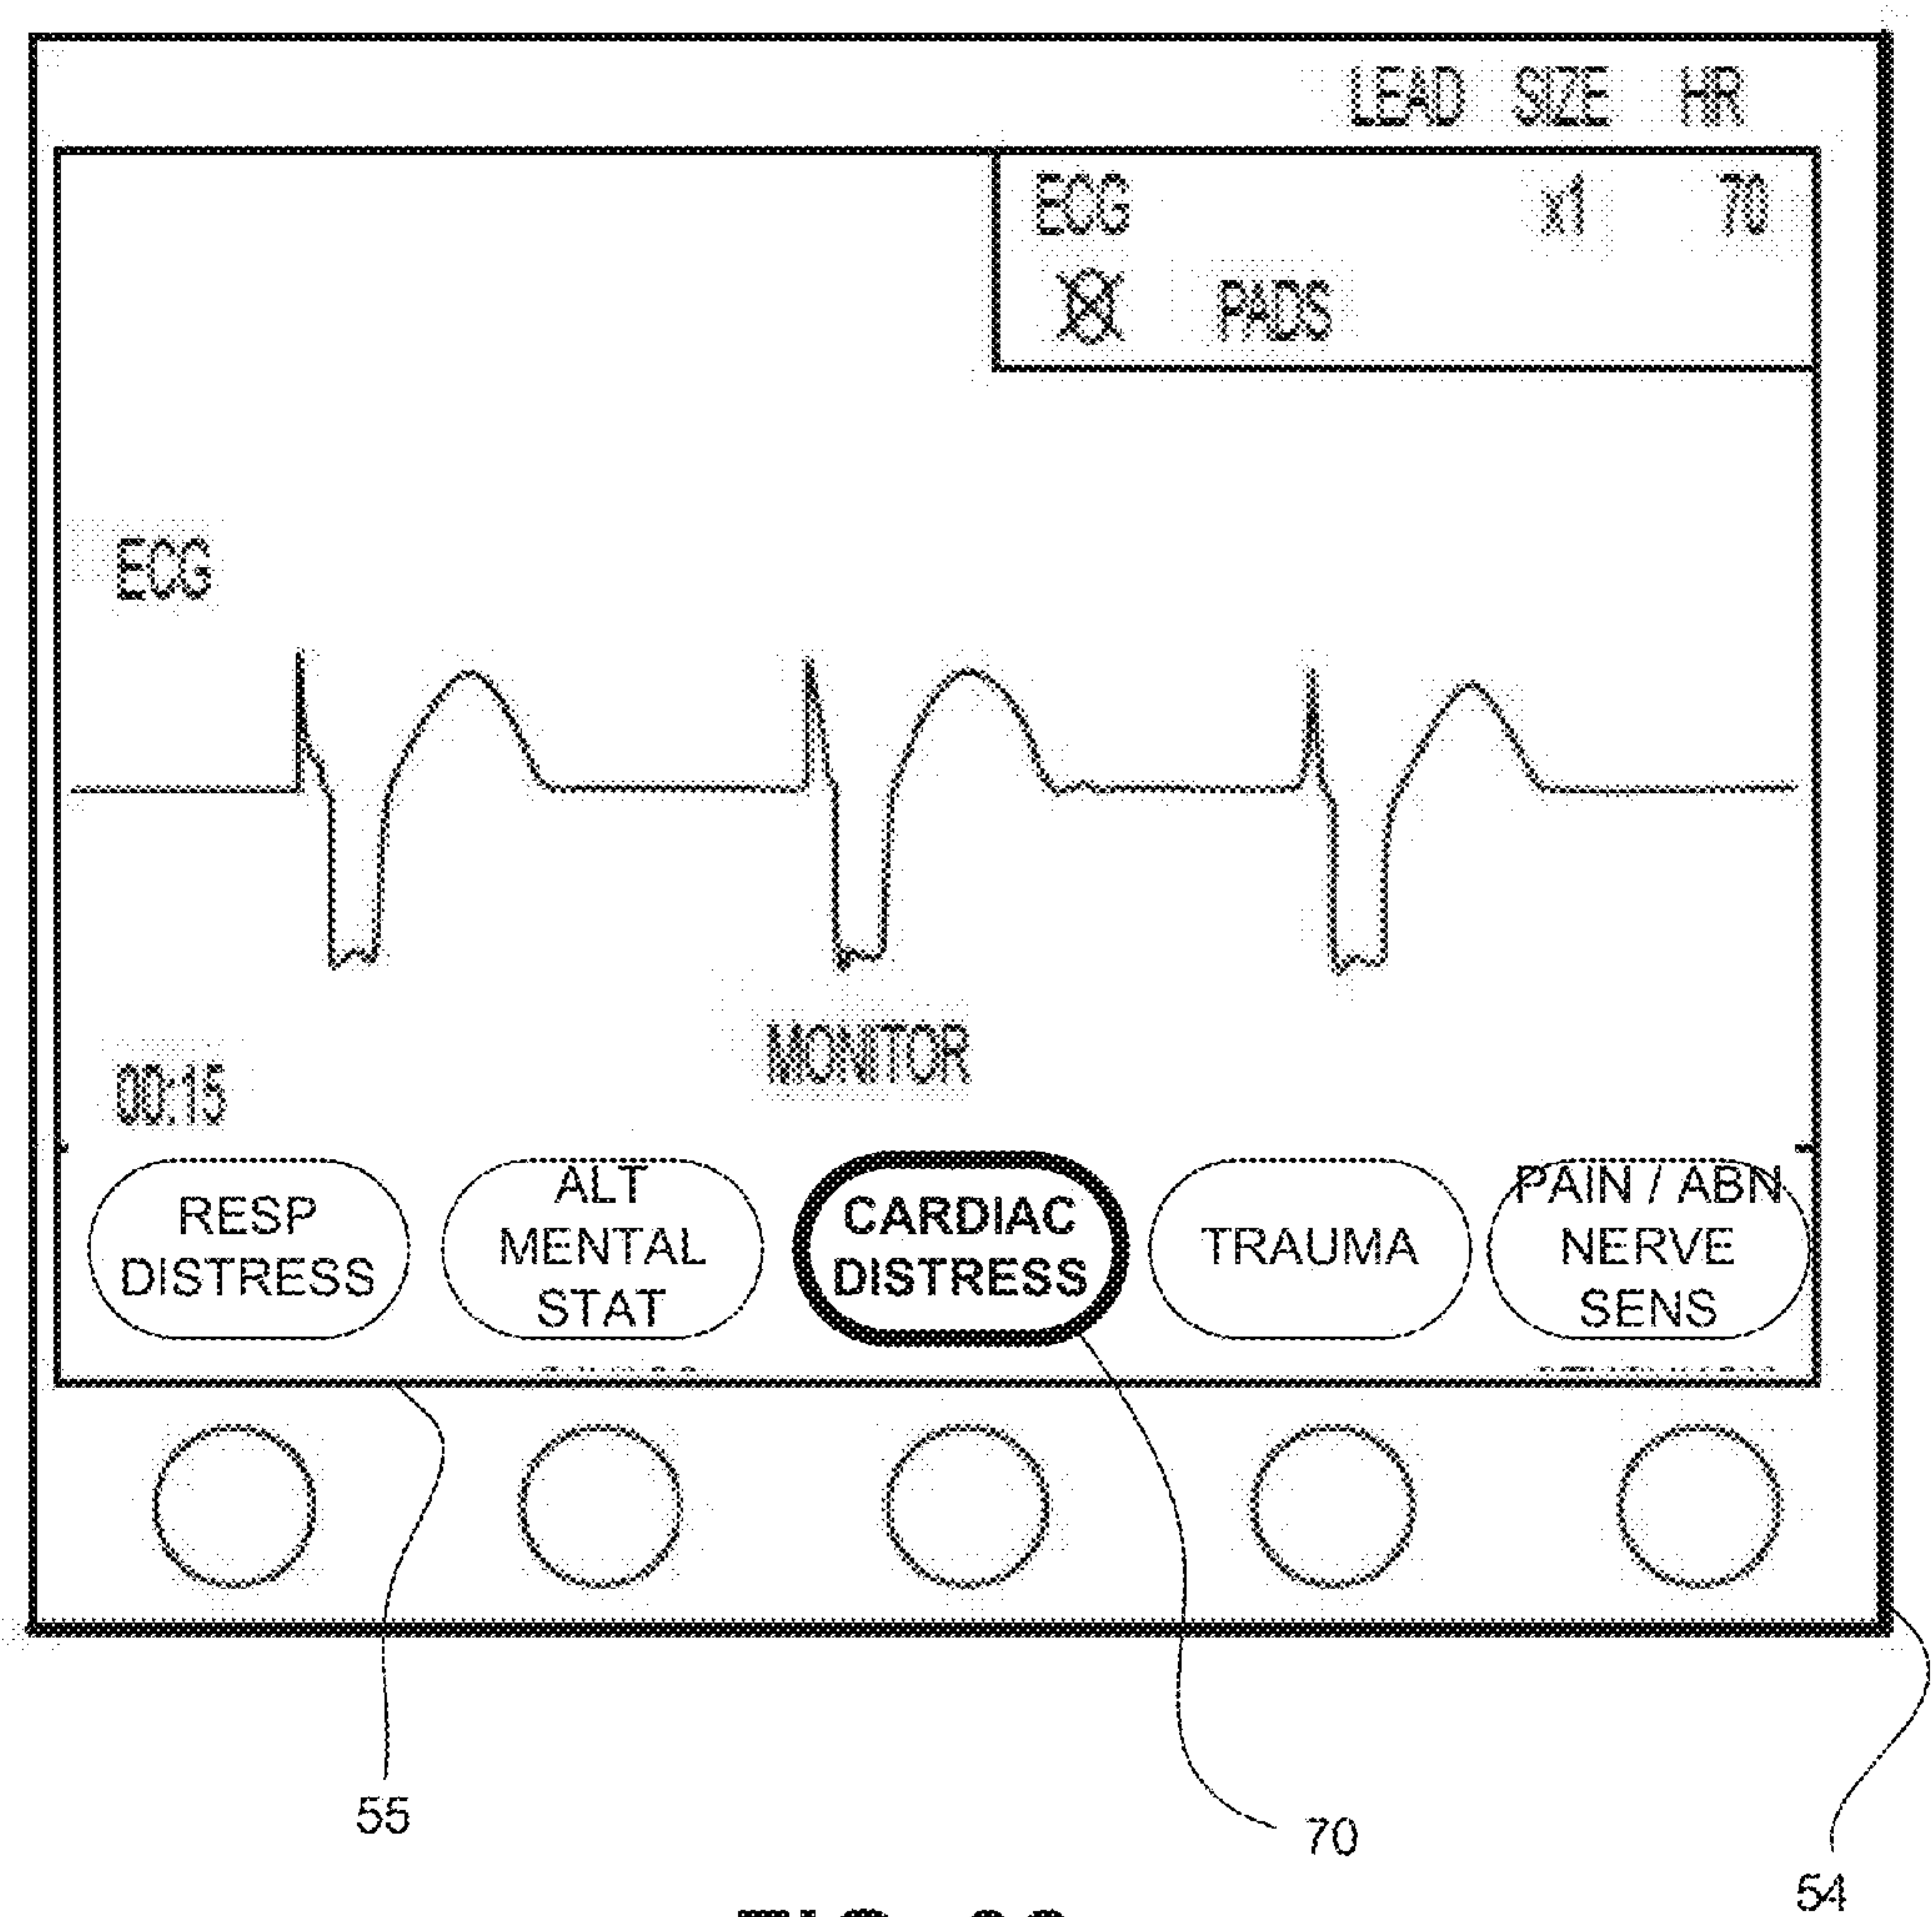 LEAD SIZE HR
ECG x1 70
PADS
ECG
MONITOR
00:15
RESP
DISTRESS
ALT
MENTAL
STAT
CARDIAC
DISTRESS
TRAUMA
PAIN / ABN
NERVE
SENS
55
70
54